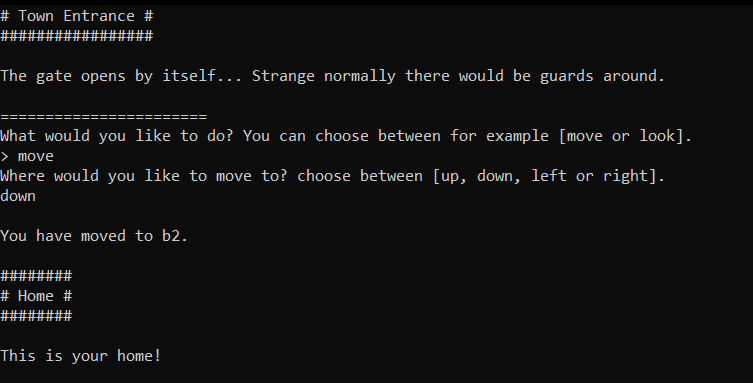 # Town Entrance #
#################
The gate opens by itself... Strange normally there would be guards around.
=======================
What would you like to do? You can choose between for example [move or look].
> move
Where would you like to move to? choose between [up, down, left or right].
down
You have moved to b2.
########
# Home #
########
This is your home!